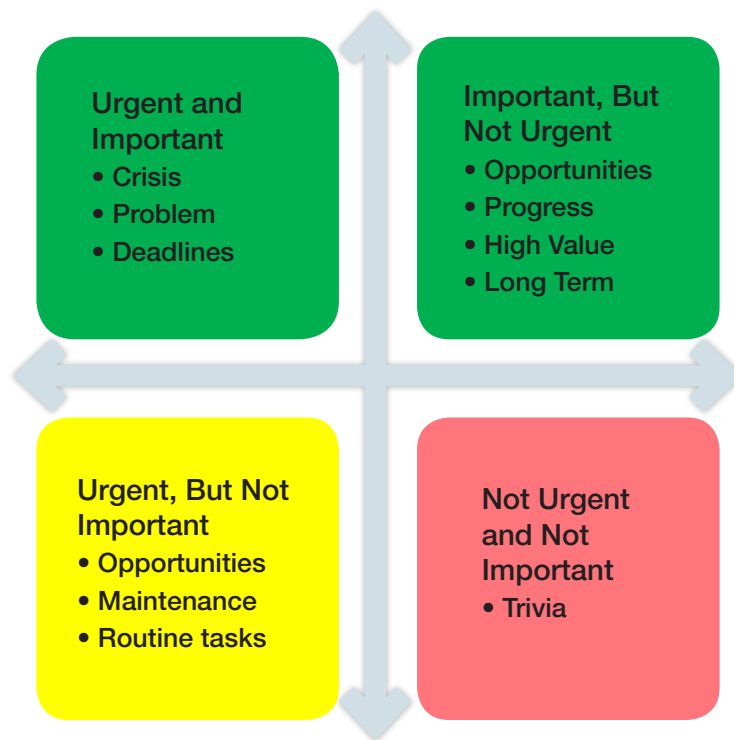 Urgent and
Important
• Crisis
• Problem
• Deadlines
Important, But
Not Urgent
• Opportunities
• Progress
• High Value
• Long Term
Urgent, But Not
Important
• Opportunities
• Maintenance
• Routine tasks
Not Urgent
and Not
Important
• Trivia